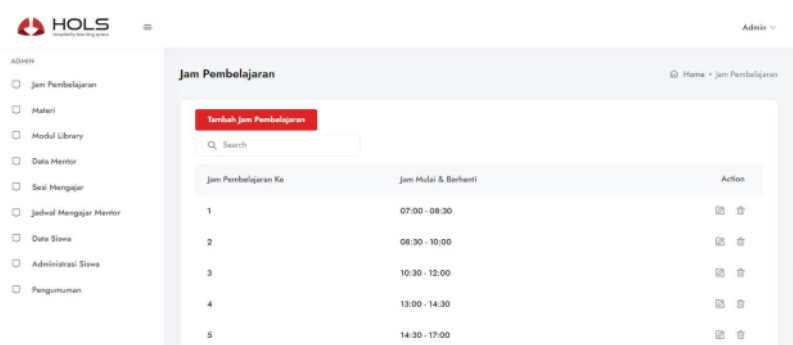 HOLS
Hospitality learning space
Admin
ADMIN
Jam Pembelajaran
Materi
Modul Library
Data Mentor
Sesi Mengajar
Jadwal Mengajar Mentor
Data Siswa
Administrasi Siswa
Pengumuman
Jam Pembelajaran
Home • Jam Pembelajaran
Tambah Jam Pembelajaran
Search
Jam Pembelajaran Ke Jam Mulai & Berhenti Action
1 07:00 - 08:30
2 08:30 - 10:00
3 10:30 - 12:00
4 13:00 - 14:30
5 14:30 - 17:00